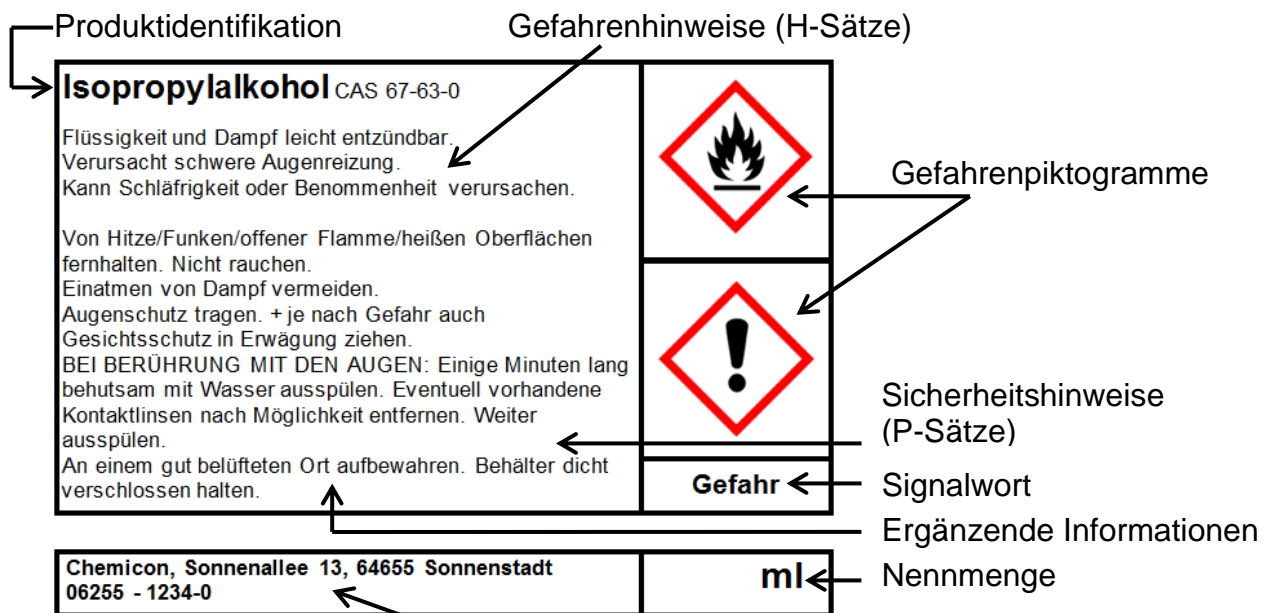 Produktidentifikation
Gefahrenhinweise (H-Sätze)
Isopropylalkohol CAS 67-63-0
Flüssigkeit und Dampf leicht entzündbar.
Verursacht schwere Augenreizung.
Kann Schläfrigkeit oder Benommenheit verursachen.
Von Hitze/Funken/offener Flamme/heißen Oberflächen
fernhalten. Nicht rauchen.
Einatmen von Dampf vermeiden.
Augenschutz tragen. + je nach Gefahr auch
Gesichtsschutz in Erwägung ziehen.
BEI BERÜHRUNG MIT DEN AUGEN: Einige Minuten lang
behutsam mit Wasser ausspülen. Eventuell vorhandene
Kontaktlinsen nach Möglichkeit entfernen. Weiter
ausspülen.
An einem gut belüfteten Ort aufbewahren. Behälter dicht
verschlossen halten.
Gefahr
Gefahrenpiktogramme
Sicherheitshinweise
(P-Sätze)
Signalwort
Ergänzende Informationen
Chemicon, Sonnenallee 13, 64655 Sonnenstadt
06255 - 1234-0
ml
Nennmenge